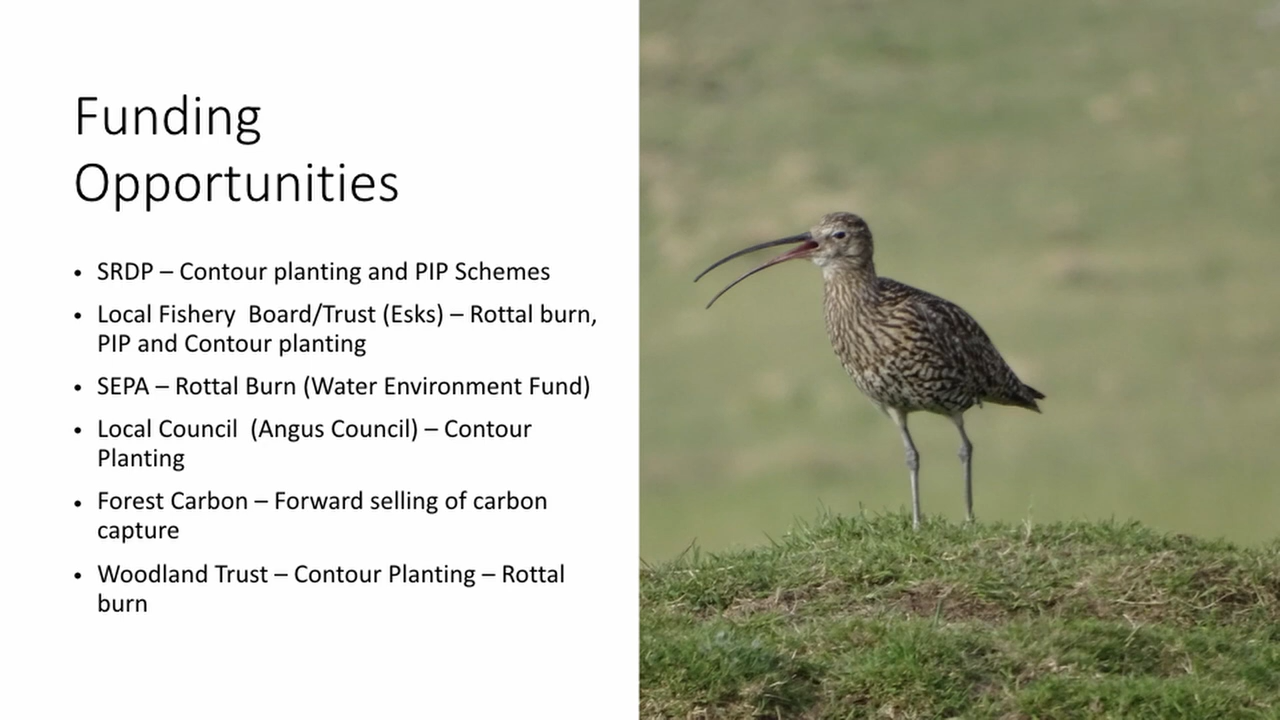 Funding
Opportunities
• SRDP – Contour planting and PIP Schemes
• Local Fishery  Board/Trust (Esks) – Rottal burn,
PIP and Contour planting
• SEPA – Rottal Burn (Water Environment Fund)
• Local Council  (Angus Council) – Contour
Planting
• Forest Carbon – Forward selling of carbon
capture
• Woodland Trust – Contour Planting – Rottal
burn